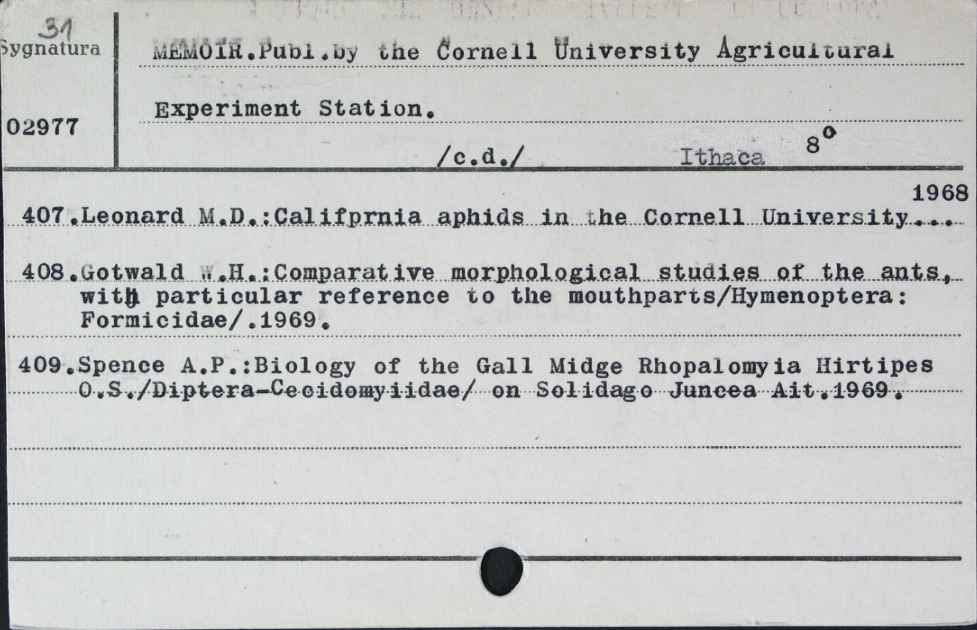 31
Sygnatura
02977
MEMOIR.Publ.by the Cornell University Agricultural
Experiment Station.
/c.d./ Ithaca 8°
1968
407.Leonard M.D.:Califprnia aphids in the Cornell University...
408.Gotwald W.H.:Comparative morphological studies of the ants,
with particular reference to the mouthparts/Hymenoptera:
Formicidae/.1969.
409.Spence A.P.:Biology of the Gall Midge Rhopalomyia Hirtipes
O.S./Diptera-Cecidomyiidae/ on Solidago Juncea Ait.1969.